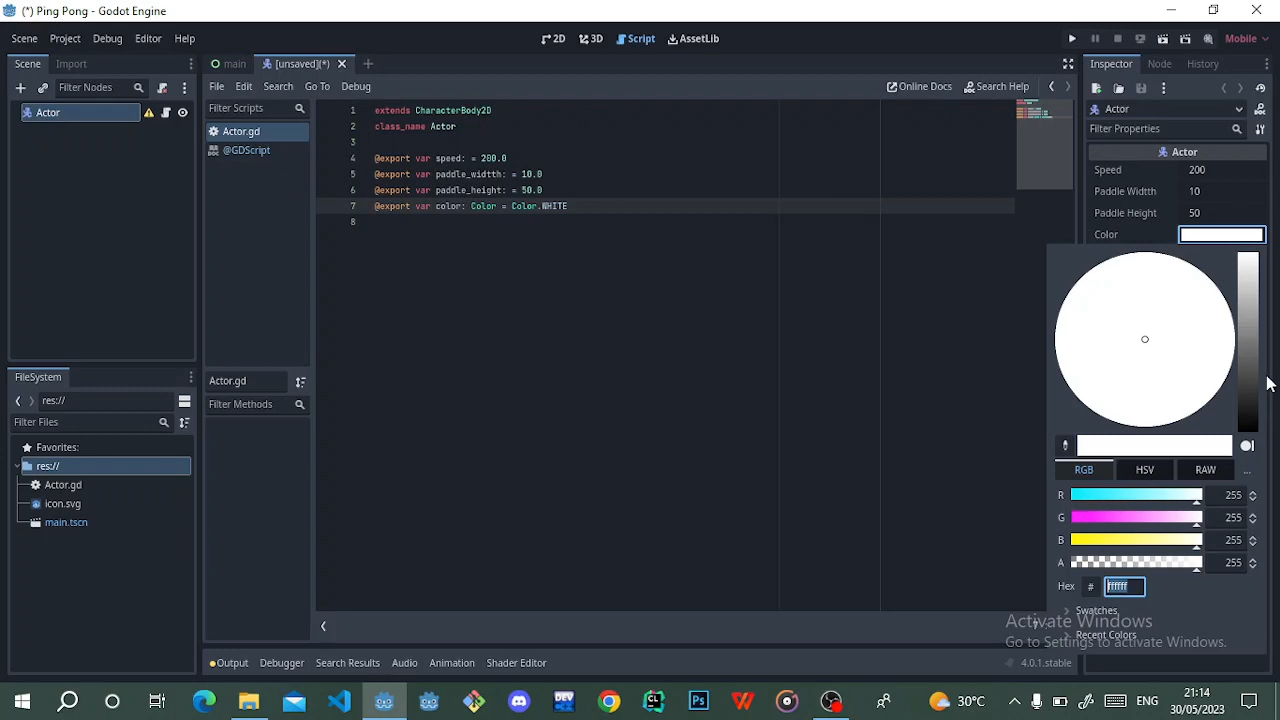 (*) Ping Pong - Godot Engine
Scene Project Debug Editor Help
2D 3D Script AssetLib
Mobile
Scene Import
main [unsaved](*)
Inspector Node History
Filter Nodes
File Edit Search Go To Debug
Online Docs Search Help
Actor
Filter Scripts
Actor.gd
@GDScript
1 extends CharacterBody2D
2 class_name Actor
3
4 @export var speed: = 200.0
5 @export var paddle_widtth: = 10.0
6 @export var paddle_height: = 50.0
7 @export var color: Color = Color.WHITE
8
Actor
Filter Properties
Actor
Speed 200
Paddle Widtth 10
Paddle Height 50
Color
FileSystem
res://
Filter Files
Favorites:
res://
Actor.gd
icon.svg
main.tscn
Actor.gd
Filter Methods
RGB HSV RAW ...
R 255
G 255
B 255
A 255
Hex # ffffff
Swatches
Recent Colors
Activate Windows
Go to Settings to activate Windows.
Output Debugger Search Results Audio Animation Shader Editor
4.0.1.stable
30°C
ENG
21:14
30/05/2023